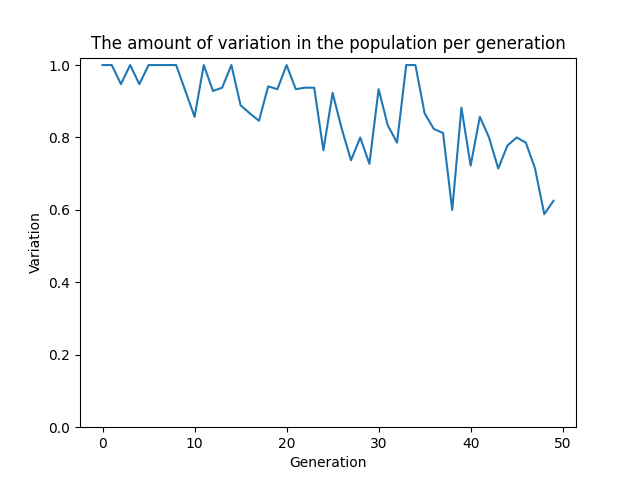 The amount of variation in the population per generation
1.0
0.8
0.6
0.4
0.2
0.0
Variation
0 10 20 30 40 50
Generation